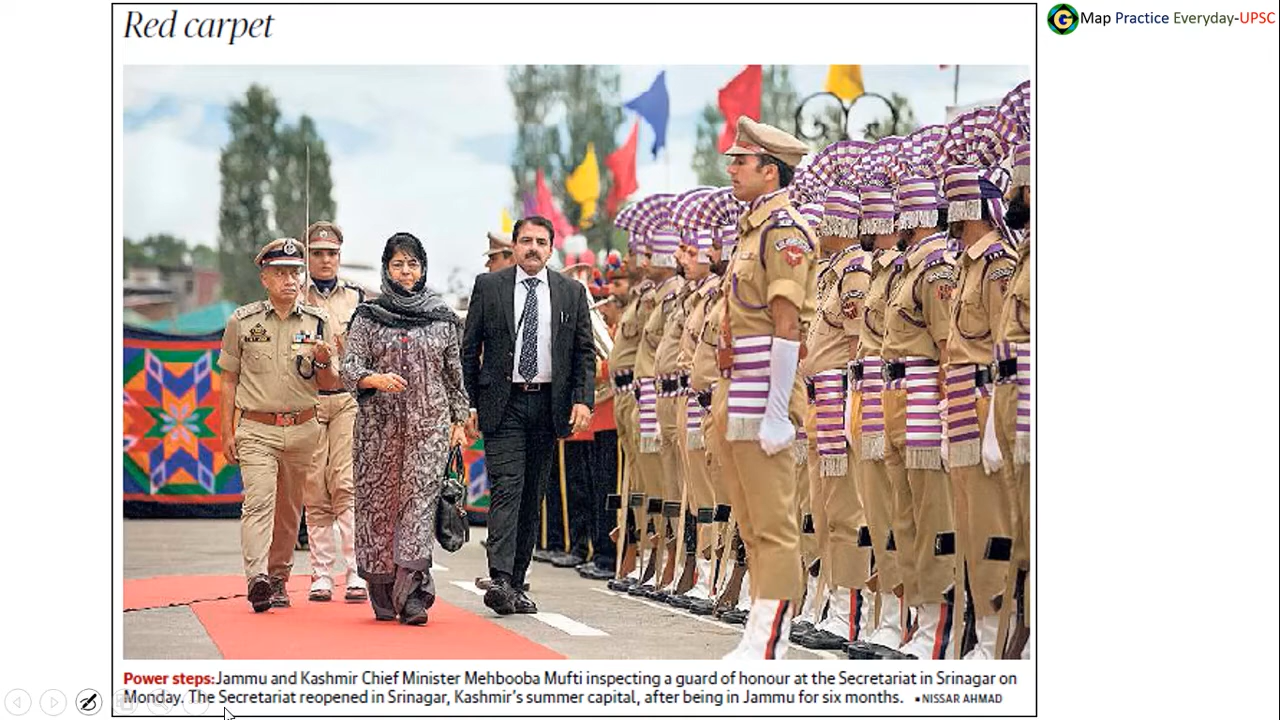 Red carpet
G Map Practice Everyday-UPSC
Power steps:Jammu and Kashmir Chief Minister Mehbooba Mufti inspecting a guard of honour at the Secretariat in Srinagar on
Monday. The Secretariat reopened in Srinagar, Kashmir's summer capital, after being in Jammu for six months. ▪NISSAR AHMAD